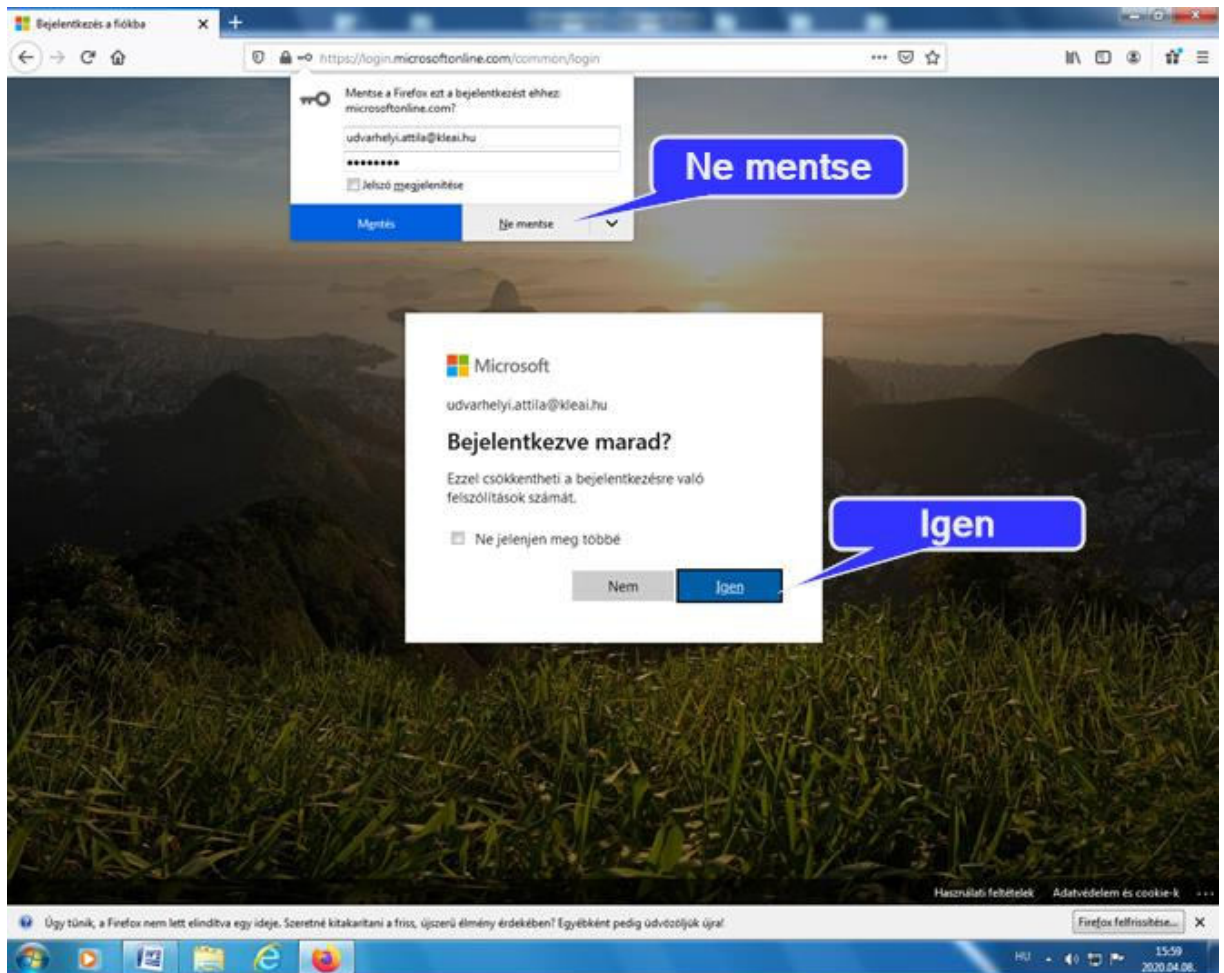 Bejelentkezés a fiókba
https://login.microsoftonline.com/common/login
Mentse a Firefox ezt a bejelentkezést ehhez:
microsoftonline.com?
udvarhelyi.attila@kleai.hu
••••••••
Jelszó megjelenítése
Mentés Ne mentse
Ne mentse
Microsoft
udvarhelyi.attila@kleai.hu
Bejelentkezve marad?
Ezzel csökkentheti a bejelentkezésre való
felszólítások számát.
Ne jelenjen meg többé
Nem Igen
Igen
Használati feltételek Adatvédelem és cookie-k
Úgy tűnik, a Firefox nem lett elindítva egy ideje. Szeretné kitakarítani a friss, újszerű élmény érdekében? Egyébként pedig üdvözöljük újra!
Firefox felfrissítése...
HU
15:59
2020.04.08.